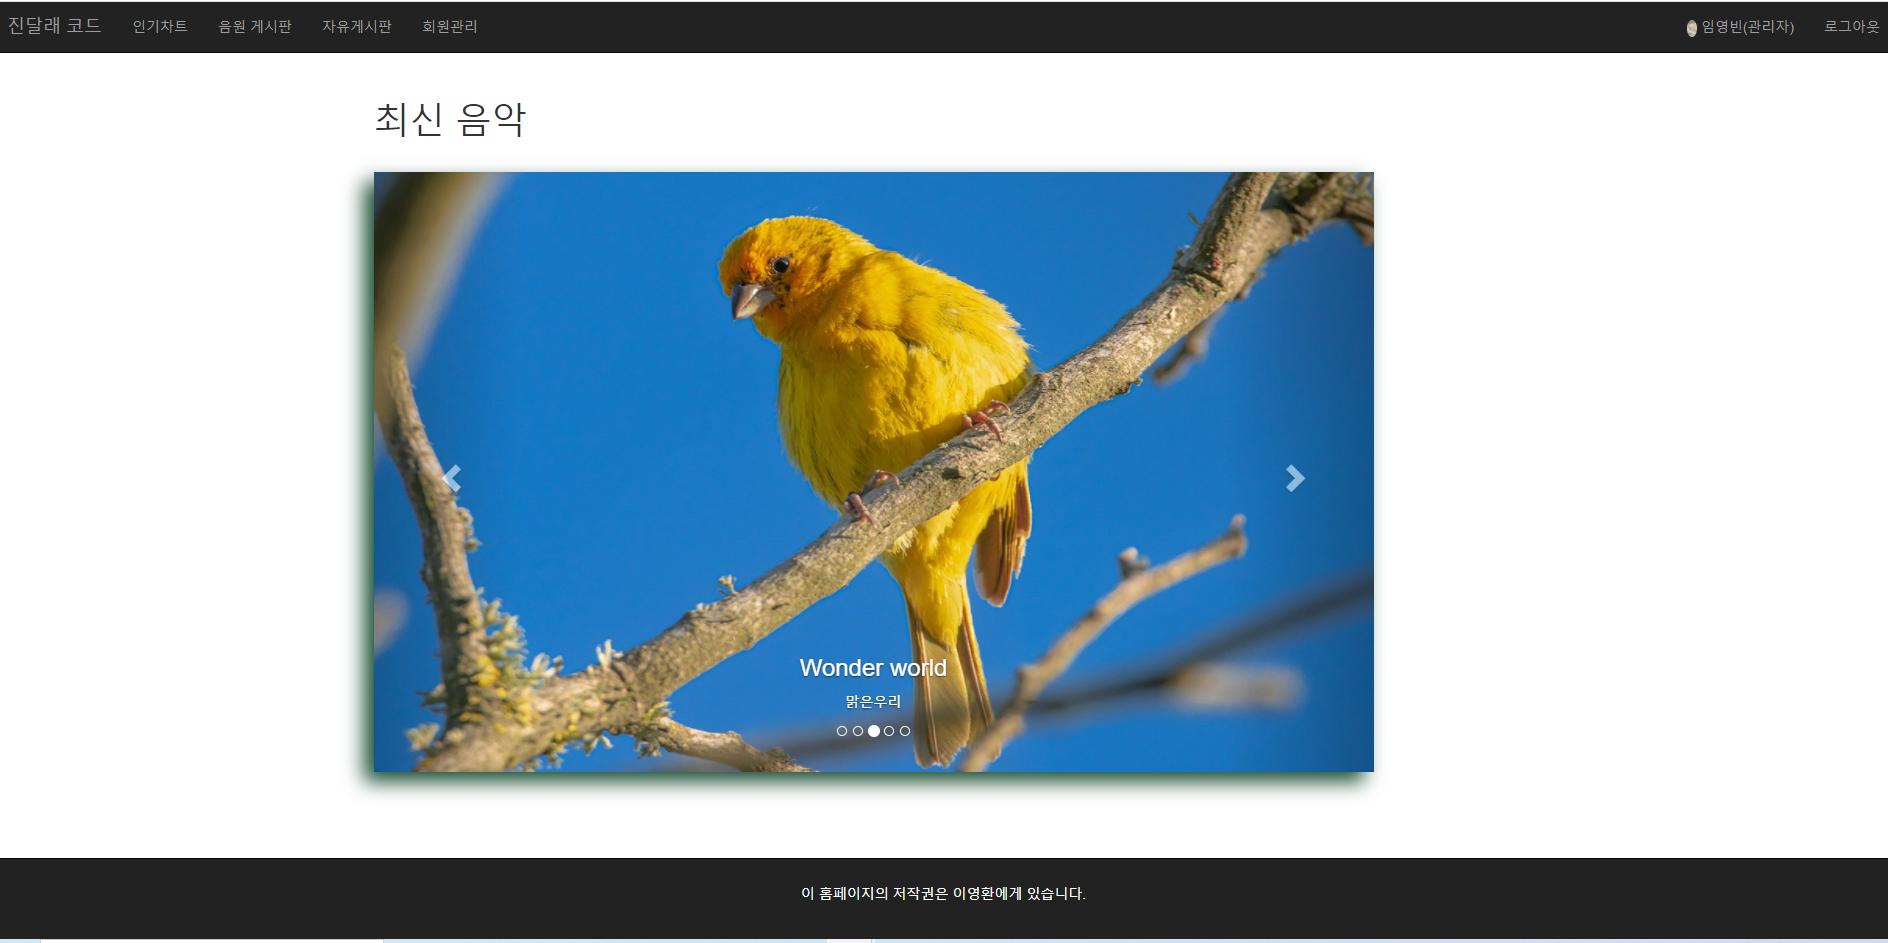 진달래 코드 인기차트 음원 게시판 자유게시판 회원관리 임영빈(관리자) 로그아웃
최신 음악
Wonder world
맑은우리
이 홈페이지의 저작권은 이영환에게 있습니다.